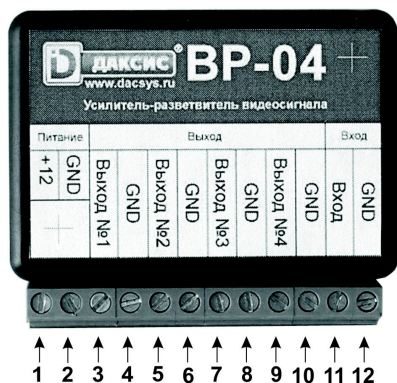 ДАКСИС® ВР-04
www.dacsys.ru
Усилитель-разветвитель видеосигнала
Питание Выход Вход
+12 GND Выход №1 GND Выход №2 GND Выход №3 GND Выход №4 GND Вход GND
1 2 3 4 5 6 7 8 9 10 11 12